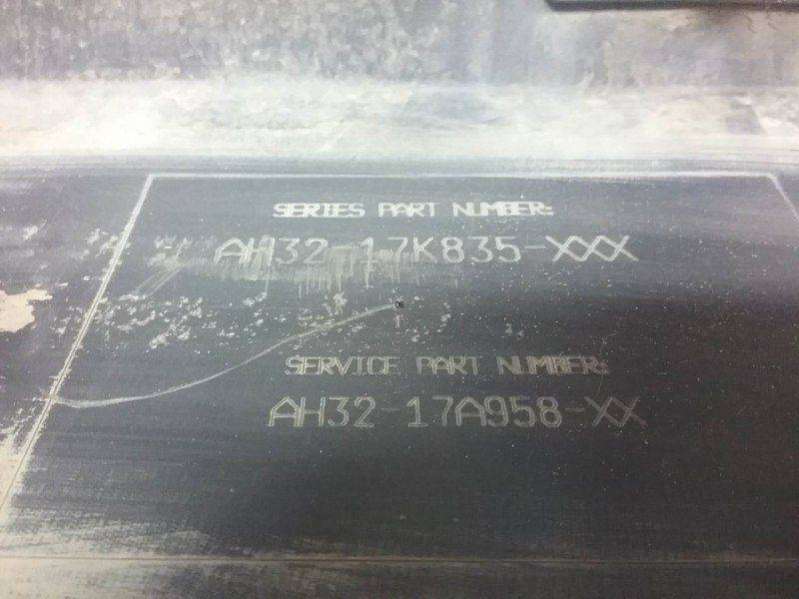 SERIES PART NUMBER:
AH32-17K835-XXX
SERVICE PART NUMBER:
AH32-17A958-XX